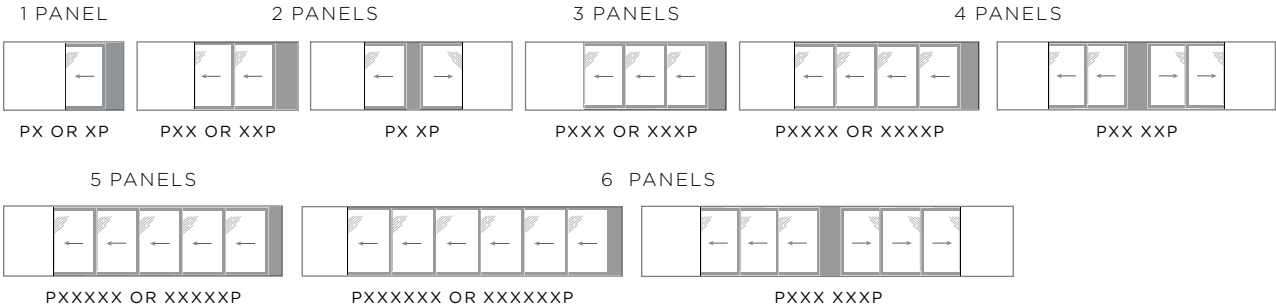 1 PANEL 2 PANELS 3 PANELS 4 PANELS
PX OR XP PXX OR XXP PX XP PXXX OR XXXP PXXXX OR XXXXP PXX XXP
5 PANELS 6 PANELS
PXXXXX OR XXXXXP PXXXXXX OR XXXXXXP PXXX XXXP